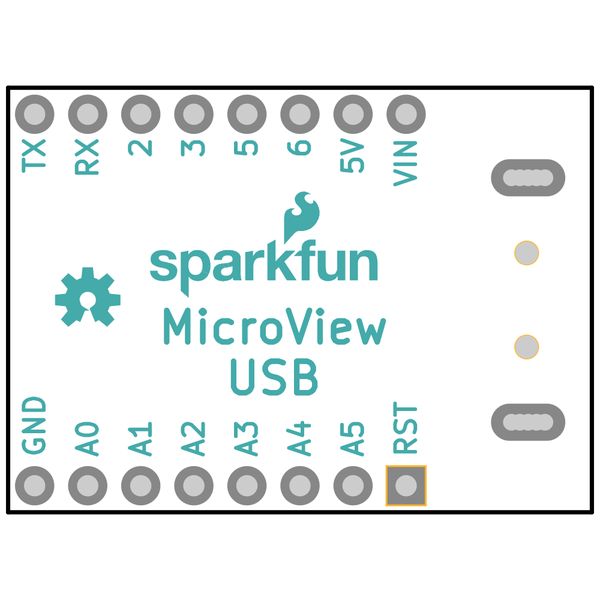 TX RX 2 3 5 6 5V VIN
sparkfun
MicroView
USB
GND A0 A1 A2 A3 A4 A5 RST